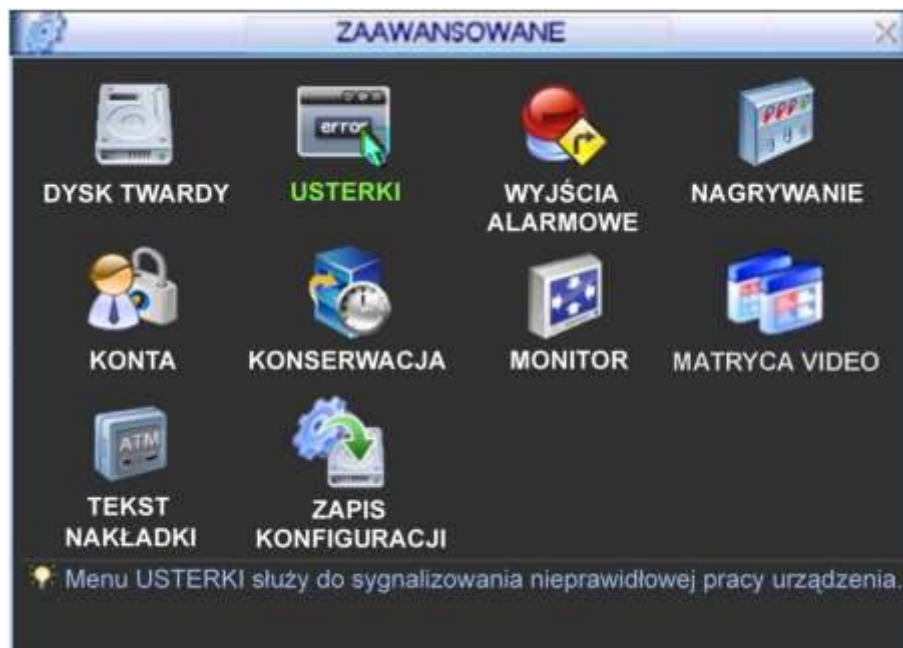 ZAAWANSOWANE
error
DYSK TWARDY
USTERKI
WYJŚCIA
ALARMOWE
NAGRYWANIE
KONTA
KONSERWACJA
MONITOR
MATRYCA VIDEO
ATM
TEKST
NAKŁADKI
ZAPIS
KONFIGURACJI
Menu USTERKI służy do sygnalizowania nieprawidłowej pracy urządzenia.